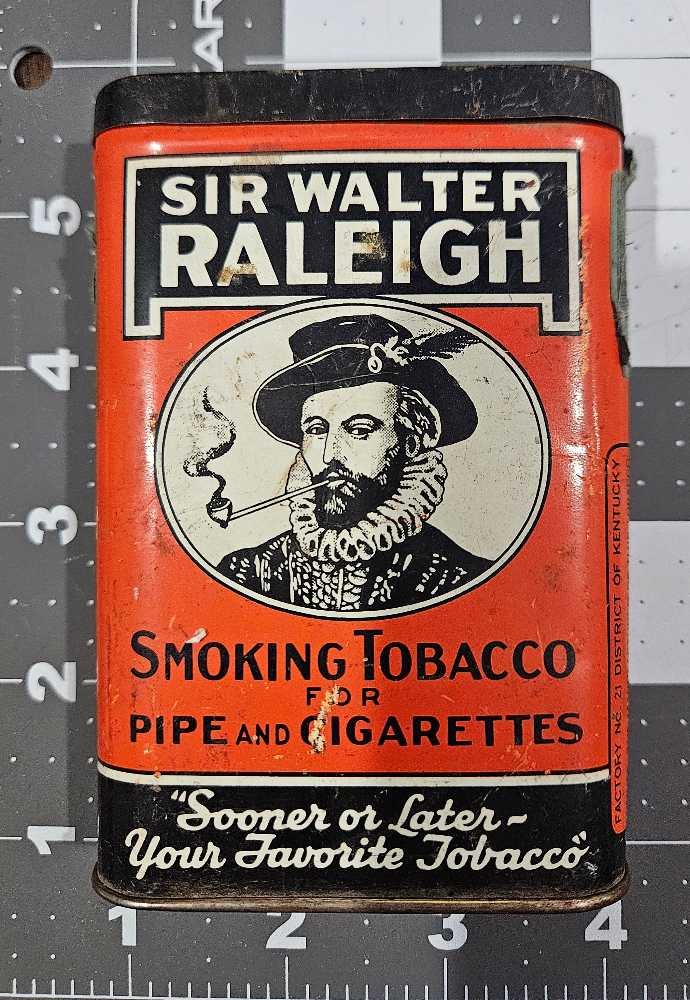 SIR WALTER
RALEIGH
SMOKING TOBACCO
FOR
PIPE AND CIGARETTES
"Sooner or Later~
Your Favorite Tobacco"
FACTORY No. 21 DISTRICT OF KENTUCKY
5
4
3
2
1
1
2
3
4